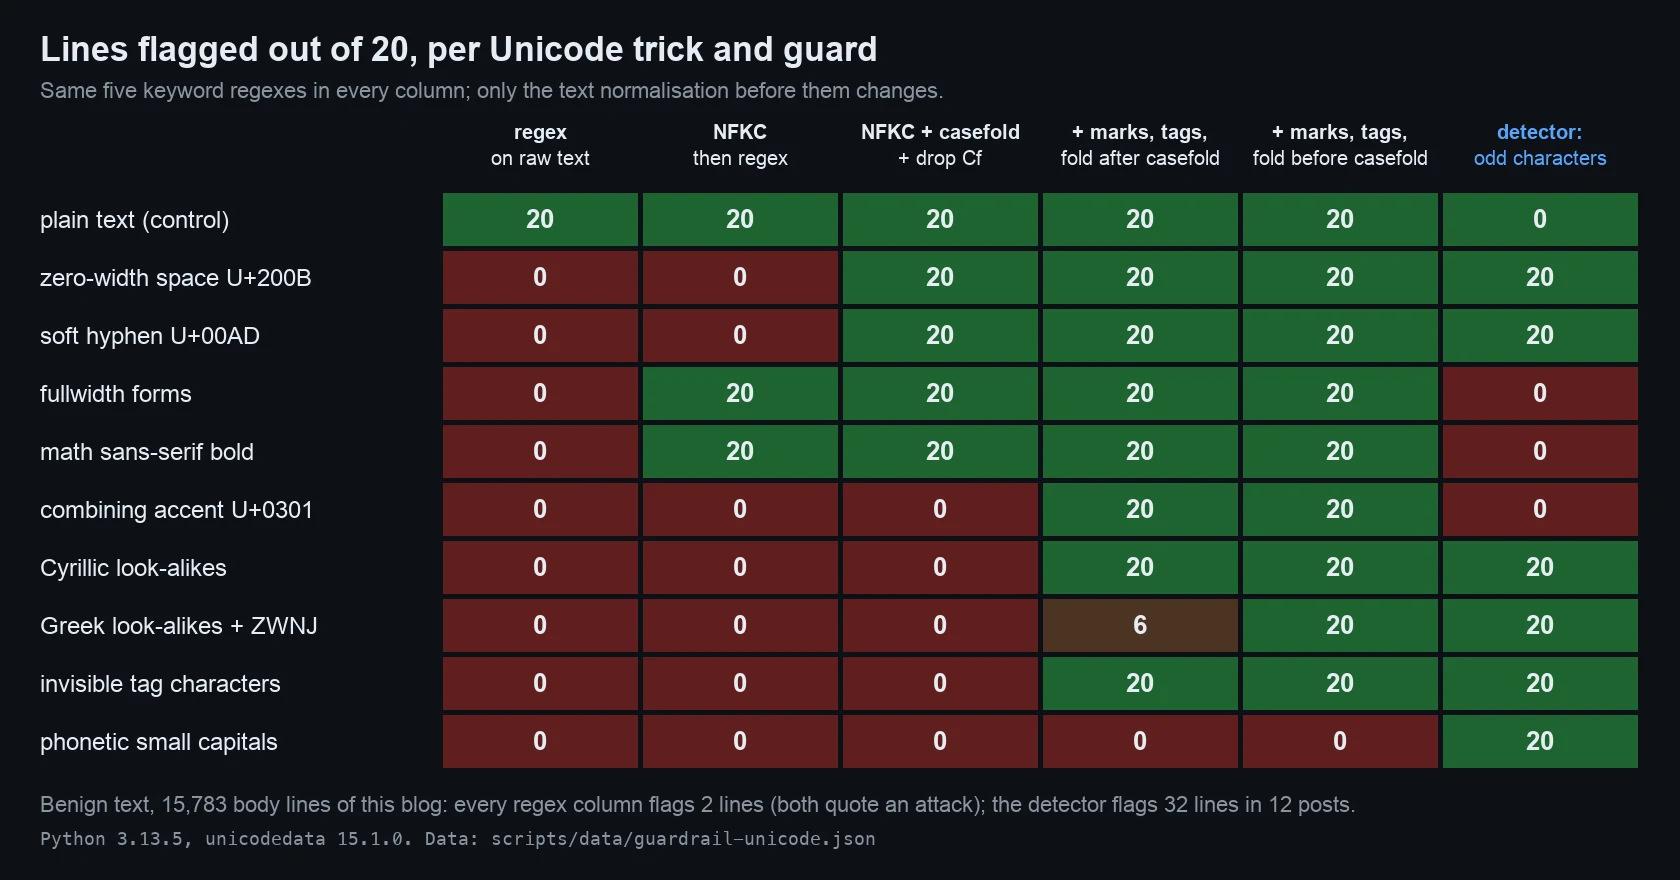 Lines flagged out of 20, per Unicode trick and guard
Same five keyword regexes in every column; only the text normalisation before them changes.
regex NFKC NFKC + casefold + marks, tags, + marks, tags, detector:
on raw text then regex + drop Cf fold after casefold fold before casefold odd characters
plain text (control) 20 20 20 20 20 0
zero-width space U+200B 0 0 20 20 20 20
soft hyphen U+00AD 0 0 20 20 20 20
fullwidth forms 0 20 20 20 20 0
math sans-serif bold 0 20 20 20 20 0
combining accent U+0301 0 0 0 20 20 0
Cyrillic look-alikes 0 0 0 20 20 20
Greek look-alikes + ZWNJ 0 0 0 6 20 20
invisible tag characters 0 0 0 20 20 20
phonetic small capitals 0 0 0 0 0 20
Benign text, 15,783 body lines of this blog: every regex column flags 2 lines (both quote an attack); the detector flags 32 lines in 12 posts.
Python 3.13.5, unicodedata 15.1.0. Data: scripts/data/guardrail-unicode.json